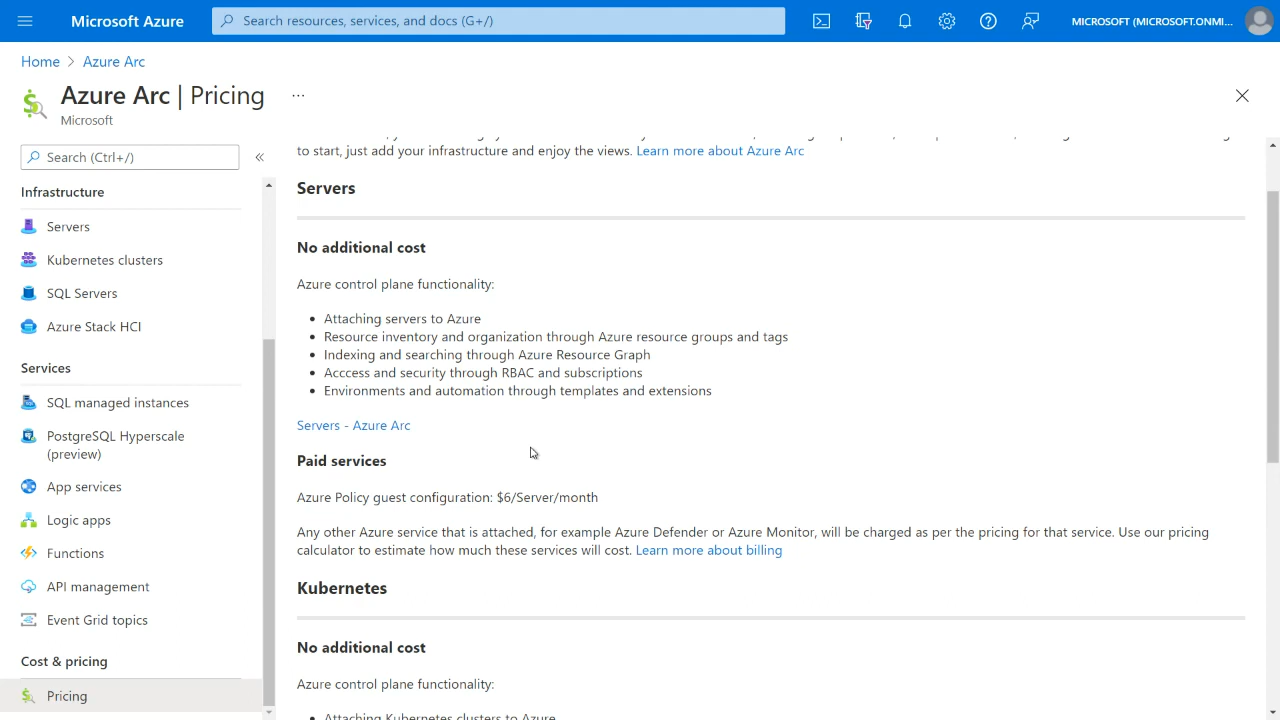 Microsoft Azure
Search resources, services, and docs (G+/)
MICROSOFT (MICROSOFT.ONMI...
Home > Azure Arc
Azure Arc | Pricing ...
Microsoft
Search (Ctrl+/)
«
Infrastructure
Servers
Kubernetes clusters
SQL Servers
Azure Stack HCI
Services
SQL managed instances
PostgreSQL Hyperscale
(preview)
App services
Logic apps
Functions
API management
Event Grid topics
Cost & pricing
Pricing
to start, just add your infrastructure and enjoy the views. Learn more about Azure Arc
Servers
No additional cost
Azure control plane functionality:
• Attaching servers to Azure
• Resource inventory and organization through Azure resource groups and tags
• Indexing and searching through Azure Resource Graph
• Acccess and security through RBAC and subscriptions
• Environments and automation through templates and extensions
Servers - Azure Arc
Paid services
Azure Policy guest configuration: $6/Server/month
Any other Azure service that is attached, for example Azure Defender or Azure Monitor, will be charged as per the pricing for that service. Use our pricing
calculator to estimate how much these services will cost. Learn more about billing
Kubernetes
No additional cost
Azure control plane functionality:
• Attaching Kubernetes clusters to Azure